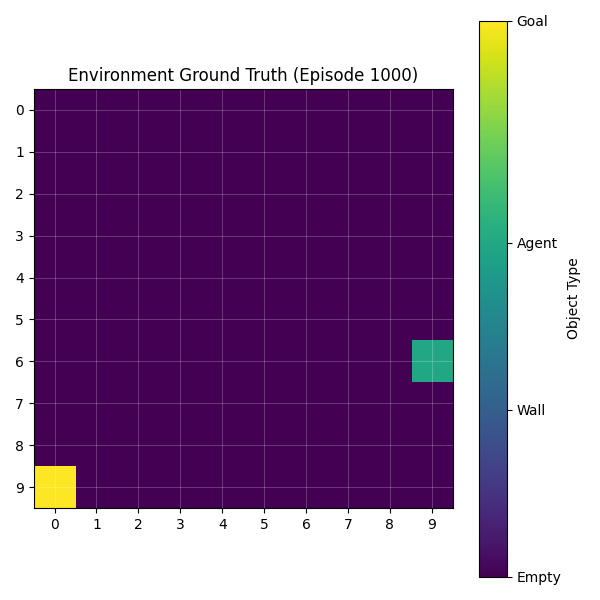 Environment Ground Truth (Episode 1000)
0
1
2
3
4
5
6
7
8
9
0 1 2 3 4 5 6 7 8 9
Goal
Agent
Wall
Empty
Object Type